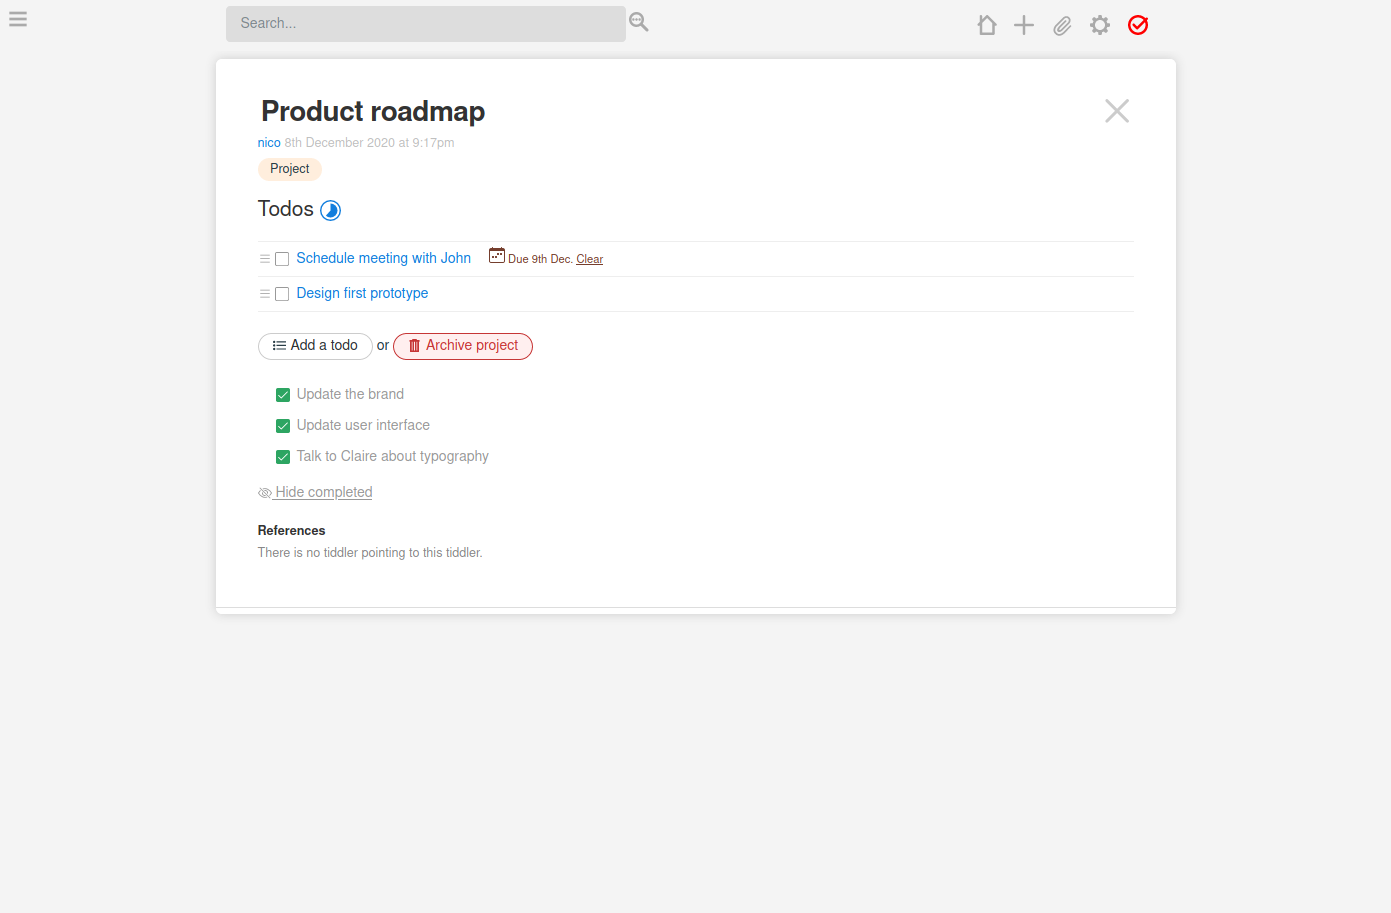 Search...
Product roadmap
nico 8th December 2020 at 9:17pm
Project
Todos
Schedule meeting with John Due 9th Dec. Clear
Design first prototype
Add a todo or Archive project
Update the brand
Update user interface
Talk to Claire about typography
Hide completed
References
There is no tiddler pointing to this tiddler.